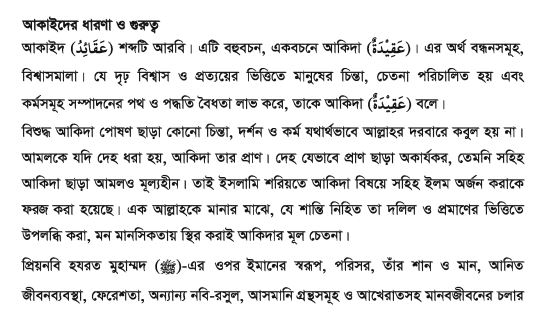 আকাইদের ধারণা ও গুরুত্ব
আকাইদ (عَقَائِدُ) শব্দটি আরবি। এটি বহুবচন, একবচনে আকিদা (عَقِيْدَةٌ)। এর অর্থ বন্ধনসমূহ,
বিশ্বাসমালা। যে দৃঢ় বিশ্বাস ও প্রত্যয়ের ভিত্তিতে মানুষের চিন্তা, চেতনা পরিচালিত হয় এবং
কর্মসমূহ সম্পাদনের পথ ও পদ্ধতি বৈধতা লাভ করে, তাকে আকিদা (عَقِيْدَةٌ) বলে।
বিশুদ্ধ আকিদা পোষণ ছাড়া কোনো চিন্তা, দর্শন ও কর্ম যথার্থভাবে আল্লাহর দরবারে কবুল হয় না।
আমলকে যদি দেহ ধরা হয়, আকিদা তার প্রাণ। দেহ যেভাবে প্রাণ ছাড়া অকার্যকর, তেমনি সহিহ
আকিদা ছাড়া আমলও মূল্যহীন। তাই ইসলামি শরিয়তে আকিদা বিষয়ে সহিহ ইলম অর্জন করাকে
ফরজ করা হয়েছে। এক আল্লাহকে মানার মাঝে, যে শান্তি নিহিত তা দলিল ও প্রমাণের ভিত্তিতে
উপলব্ধি করা, মন মানসিকতায় স্থির করাই আকিদার মূল চেতনা।
প্রিয়নবি হযরত মুহাম্মদ (ﷺ)-এর ওপর ইমানের স্বরূপ, পরিসর, তাঁর শান ও মান, আনিত
জীবনব্যবস্থা, ফেরেশতা, অন্যান্য নবি-রসুল, আসমানি গ্রন্থসমূহ ও আখেরাতসহ মানবজীবনের চলার